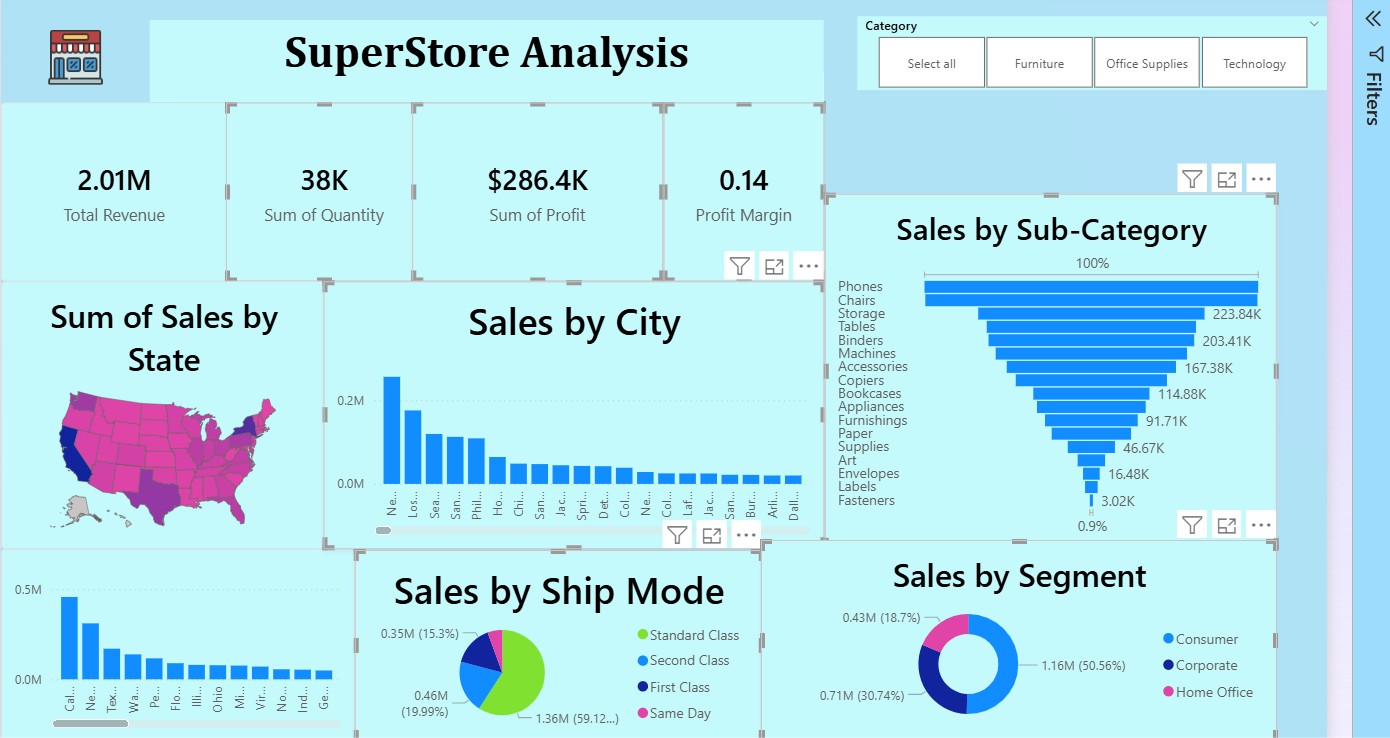 SuperStore Analysis
Category
Select all
Furniture
Office Supplies
Technology
Filters
2.01M
Total Revenue
38K
Sum of Quantity
$286.4K
Sum of Profit
0.14
Profit Margin
Sales by Sub-Category
100%
Phones
Chairs
Storage
223.84K
Tables
Binders
203.41K
Machines
Accessories
167.38K
Copiers
Bookcases
114.88K
Appliances
Furnishings
91.71K
Paper
Supplies
46.67K
Art
Envelopes
16.48K
Labels
Fasteners
3.02K
0.9%
Sum of Sales by
State
Sales by City
0.2M
0.0M
Ne...
Los...
Sea...
San...
Phil...
Ho...
Chi...
San...
Jac...
Spri...
Det...
Col...
Ne...
Col...
Laf...
Jac...
San...
Bur...
Arli...
Dall...
0.5M
0.0M
Cal...
Ne...
Tex...
Wa...
Pe...
Flo...
Illi...
Ohio
Mi...
Vir...
No...
Ind...
Ge...
Sales by Ship Mode
0.35M (15.3%)
0.46M
(19.99%)
1.36M (59.12...)
Standard Class
Second Class
First Class
Same Day
Sales by Segment
0.43M (18.7%)
1.16M (50.56%)
0.71M (30.74%)
Consumer
Corporate
Home Office